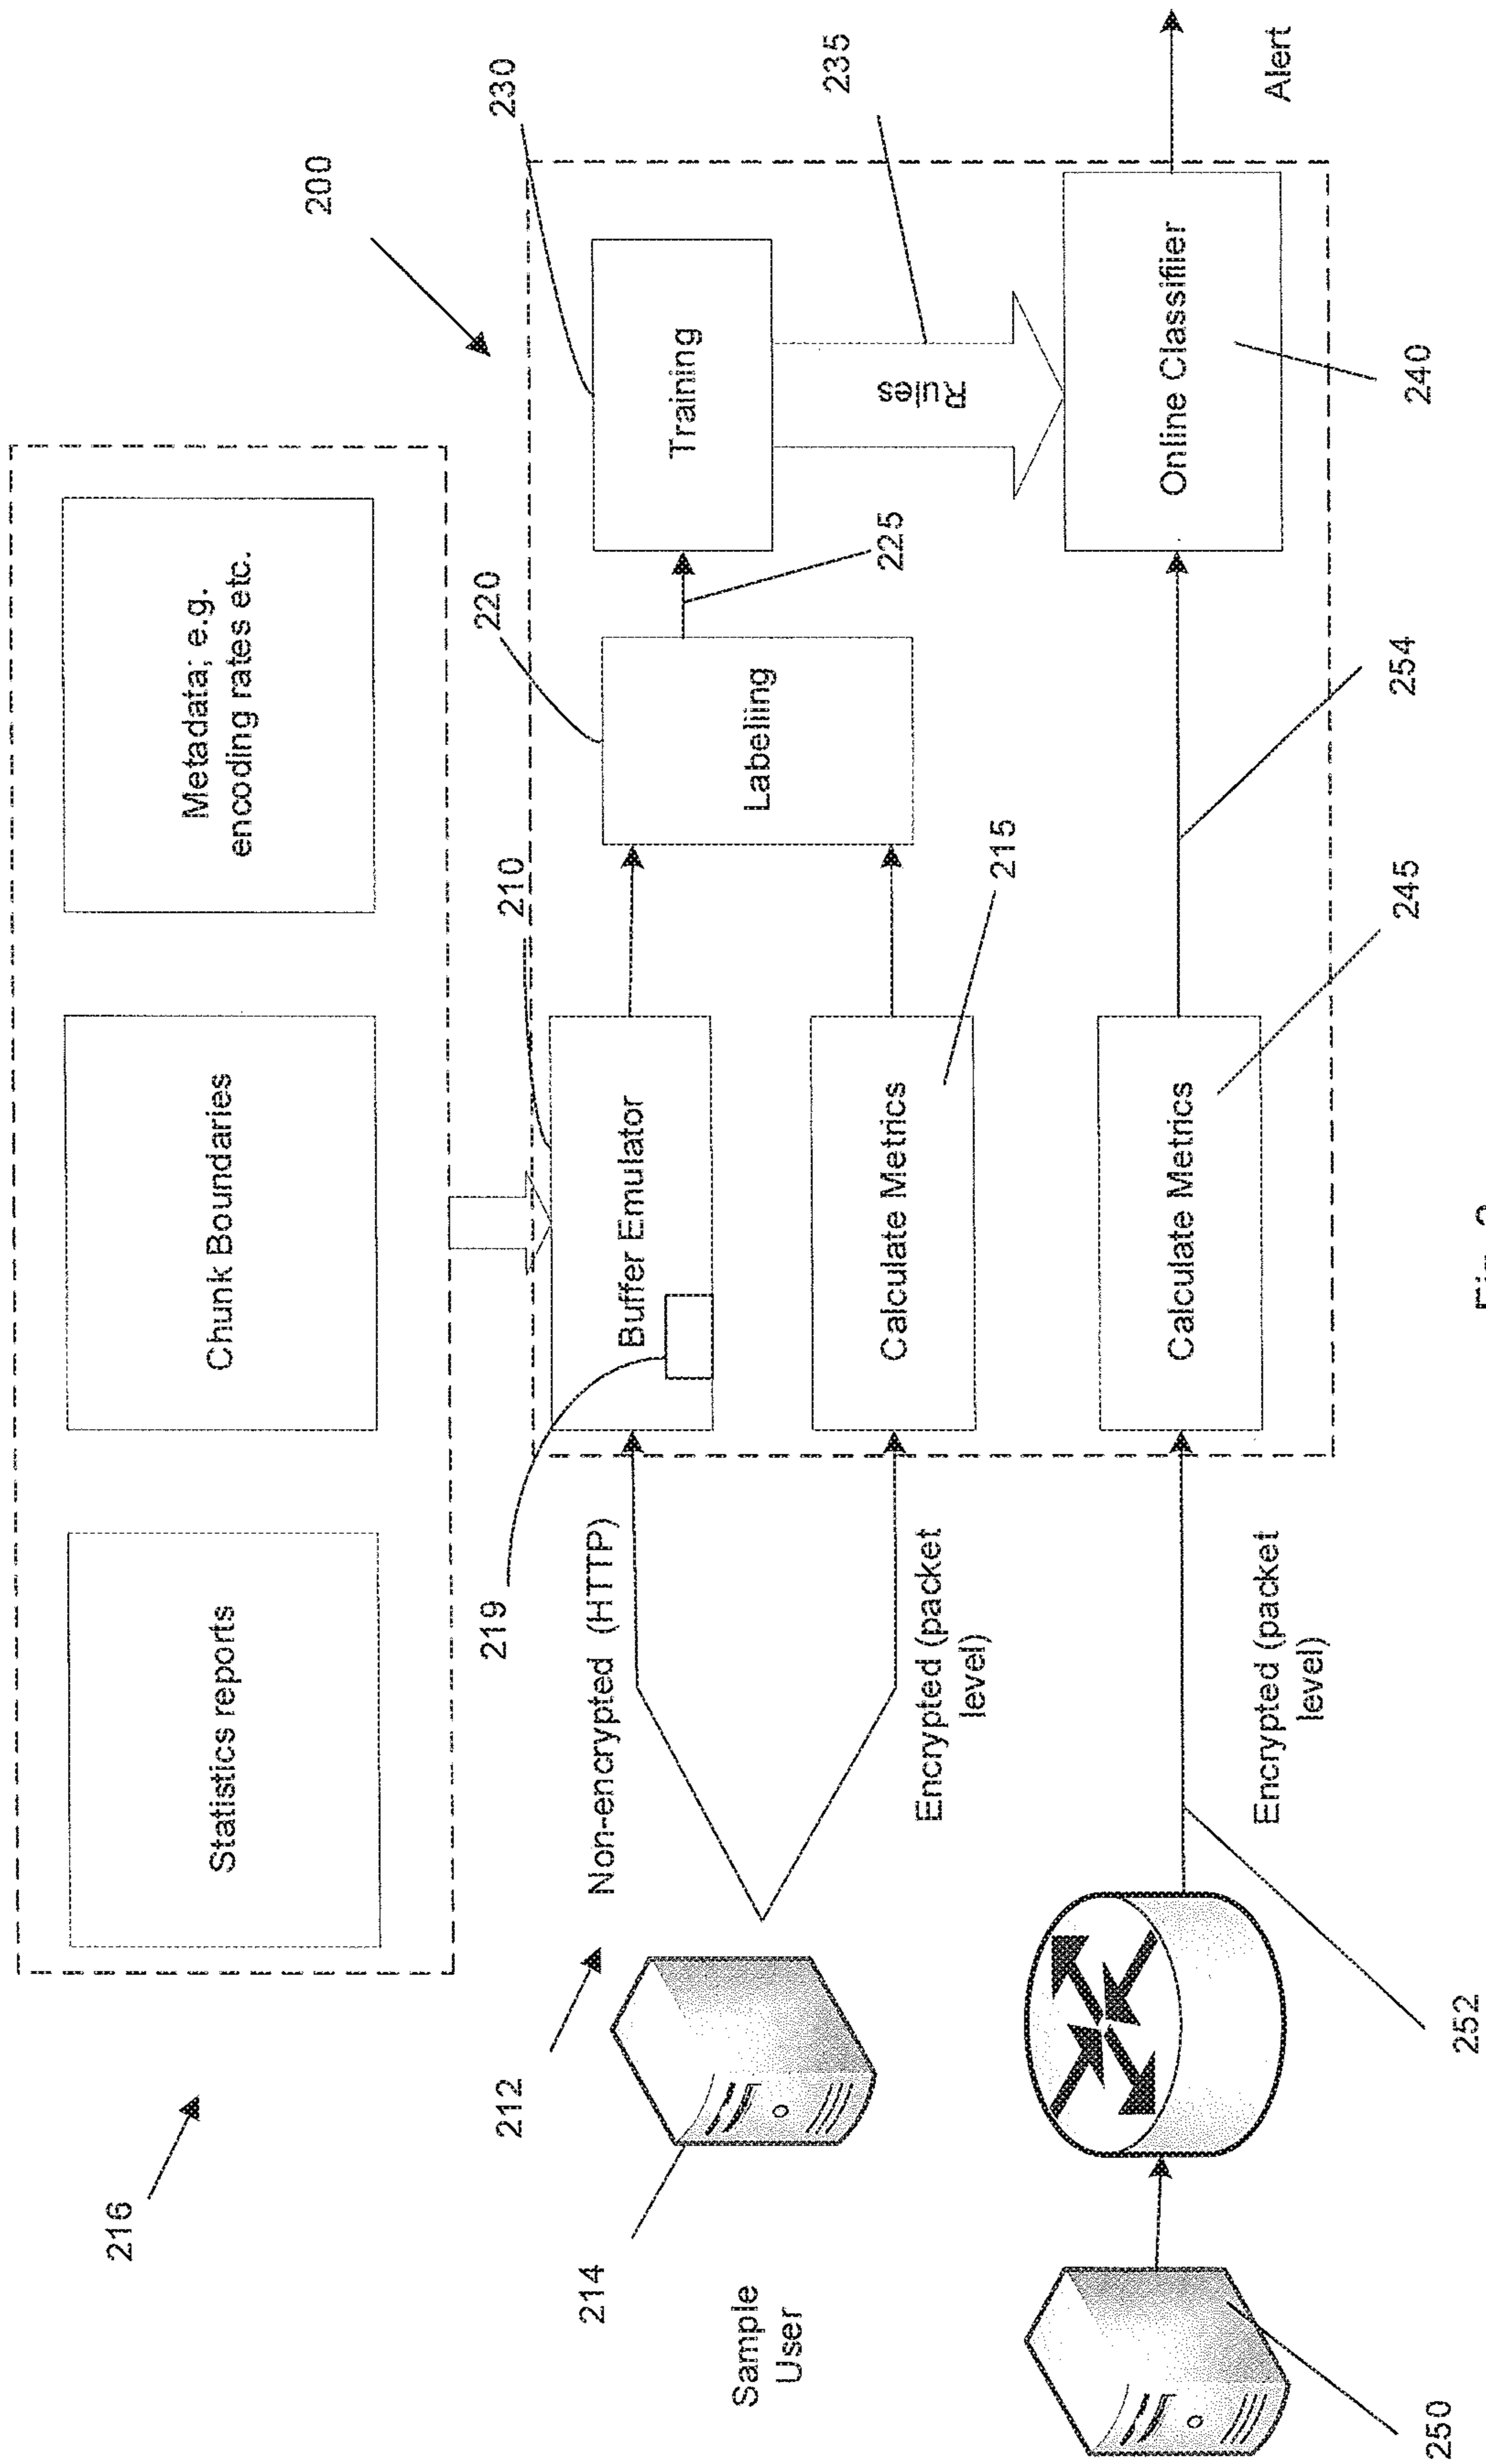 216
Statistics reports
Chunk Boundaries
Metadata; e.g.
encoding rates etc.
200
212
214
Sample
User
Non-encrypted (HTTP)
219
210
Buffer Emulator
220
Labelling
225
230
Training
235
Rules
Encrypted (packet
level)
Calculate Metrics
215
250
252
Encrypted (packet
level)
Calculate Metrics
245
254
Online Classifier
240
Alert